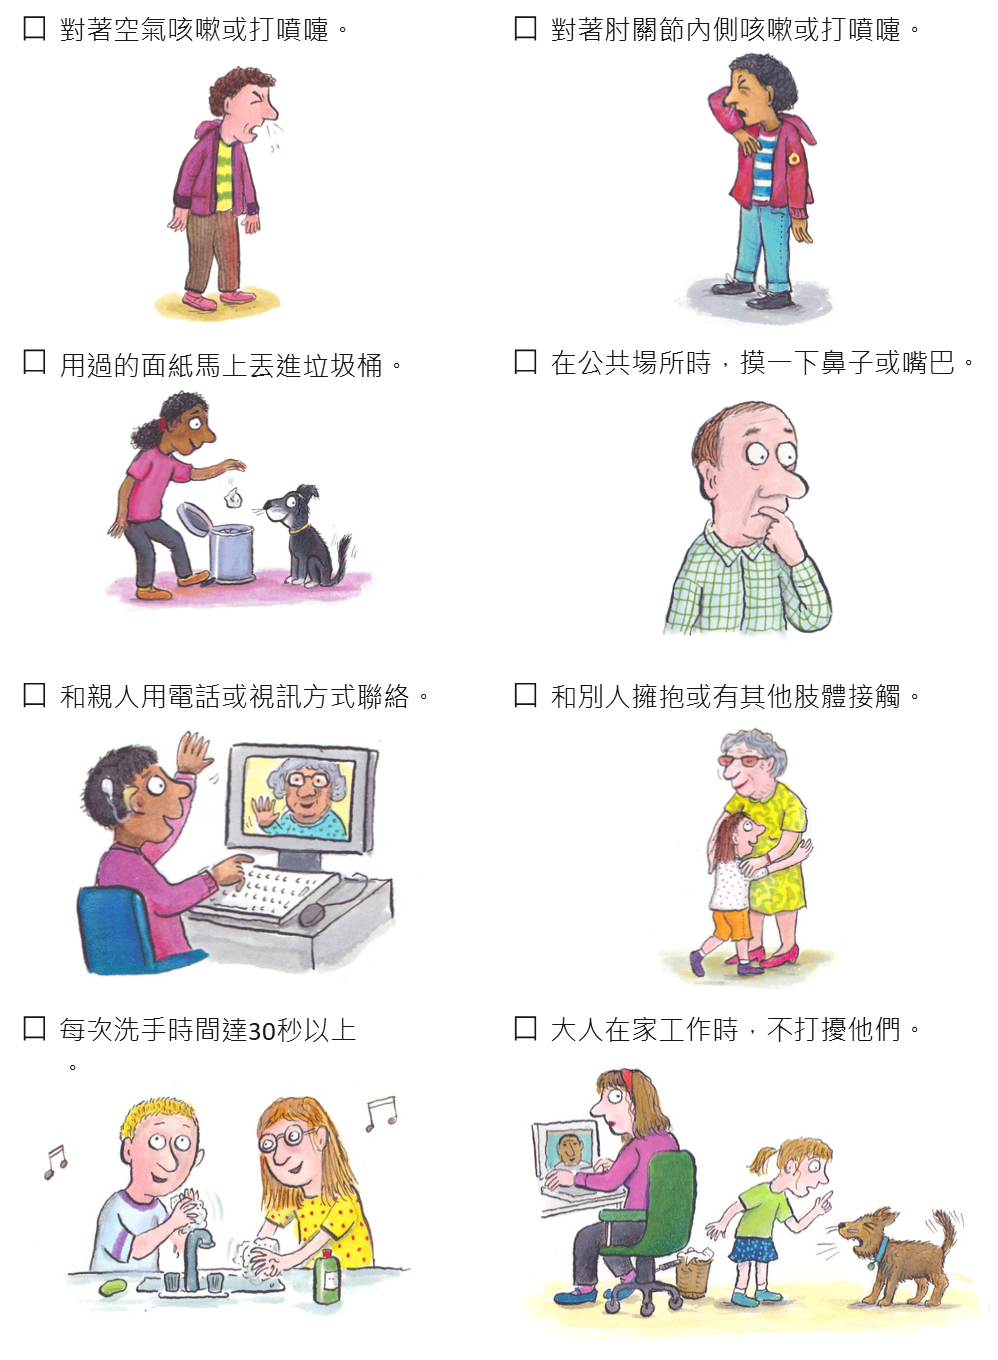 ☐ 對著空氣咳嗽或打噴嚏。
☐ 對著肘關節內側咳嗽或打噴嚏。
☐ 用過的面紙馬上丟進垃圾桶。
☐ 在公共場所時，摸一下鼻子或嘴巴。
☐ 和親人用電話或視訊方式聯絡。
☐ 和別人擁抱或有其他肢體接觸。
☐ 每次洗手時間達30秒以上
。
☐ 大人在家工作時，不打擾他們。